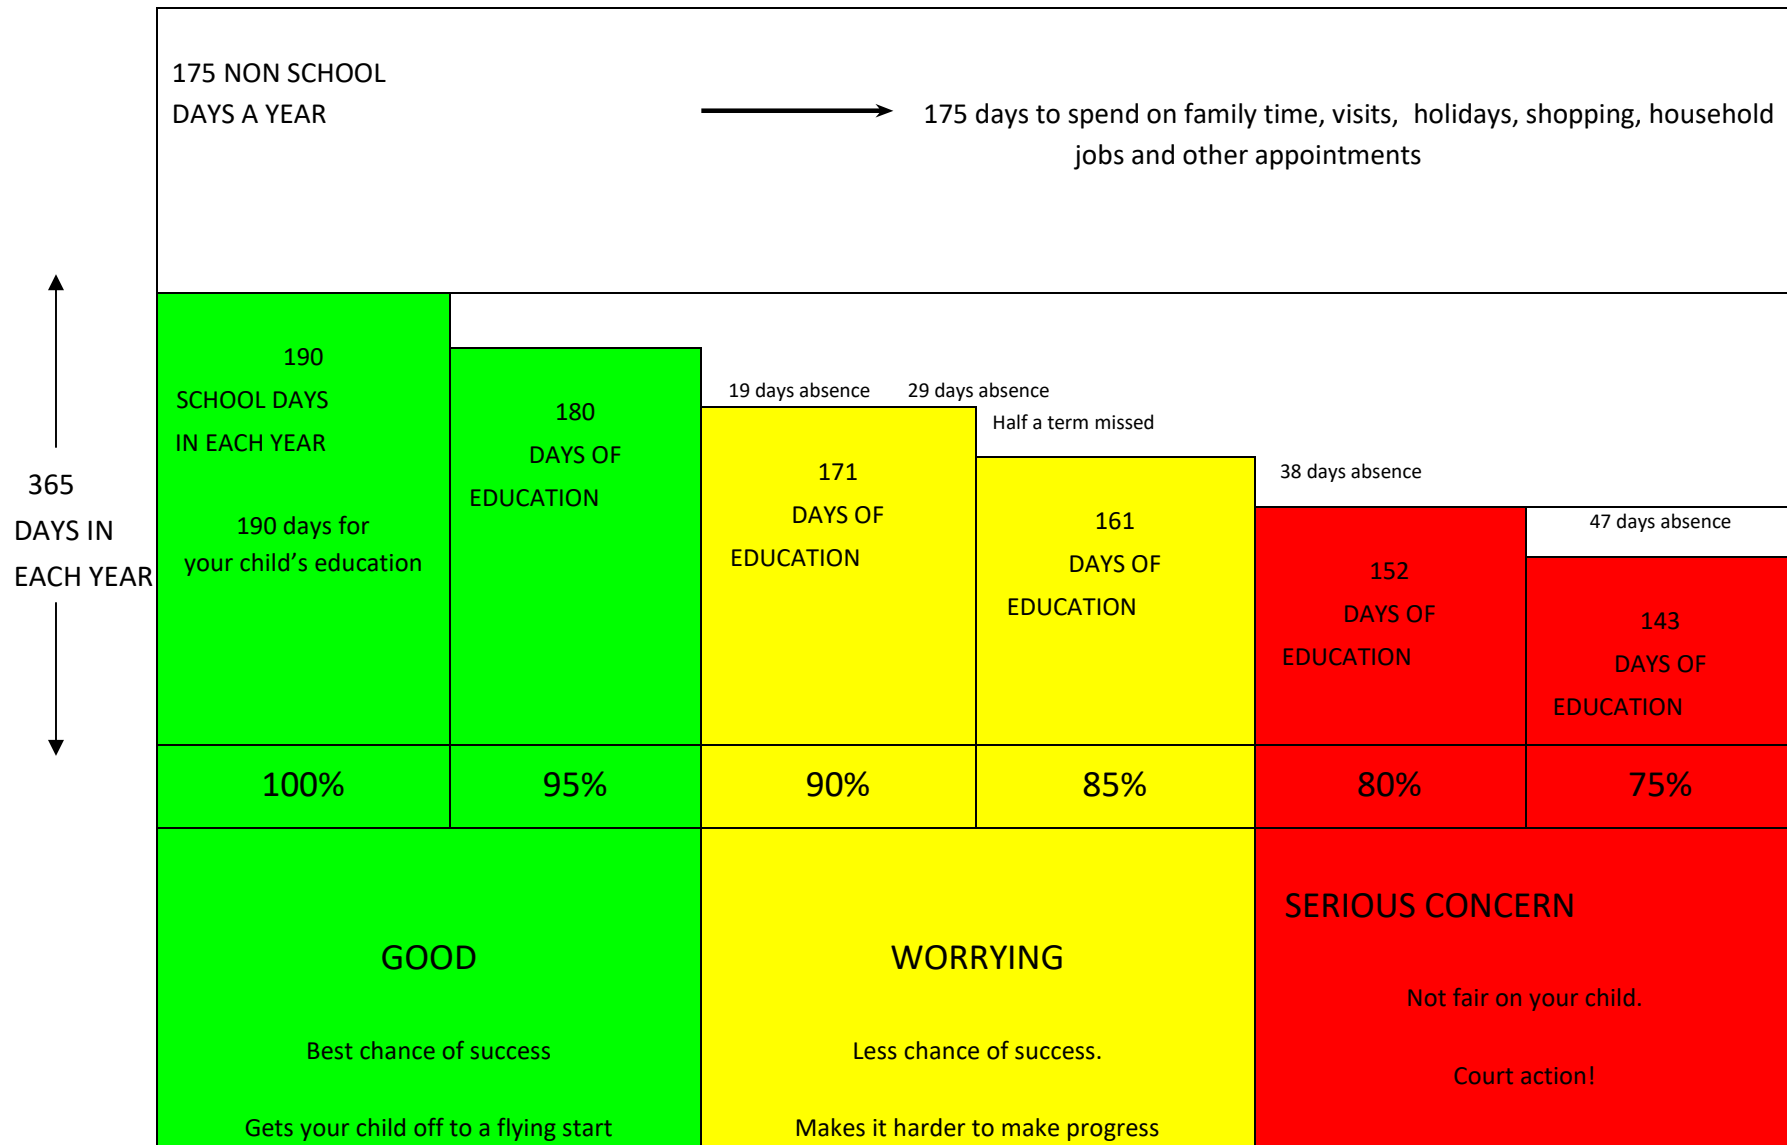 175 NON SCHOOL
DAYS A YEAR
175 days to spend on family time, visits, holidays, shopping, household
jobs and other appointments
365
DAYS IN
EACH YEAR
190
SCHOOL DAYS
IN EACH YEAR
190 days for
your child’s education
180
DAYS OF
EDUCATION
19 days absence
171
DAYS OF
EDUCATION
29 days absence
Half a term missed
161
DAYS OF
EDUCATION
38 days absence
152
DAYS OF
EDUCATION
47 days absence
143
DAYS OF
EDUCATION
100%
95%
90%
85%
80%
75%
GOOD
Best chance of success
Gets your child off to a flying start
WORRYING
Less chance of success.
Makes it harder to make progress
SERIOUS CONCERN
Not fair on your child.
Court action!